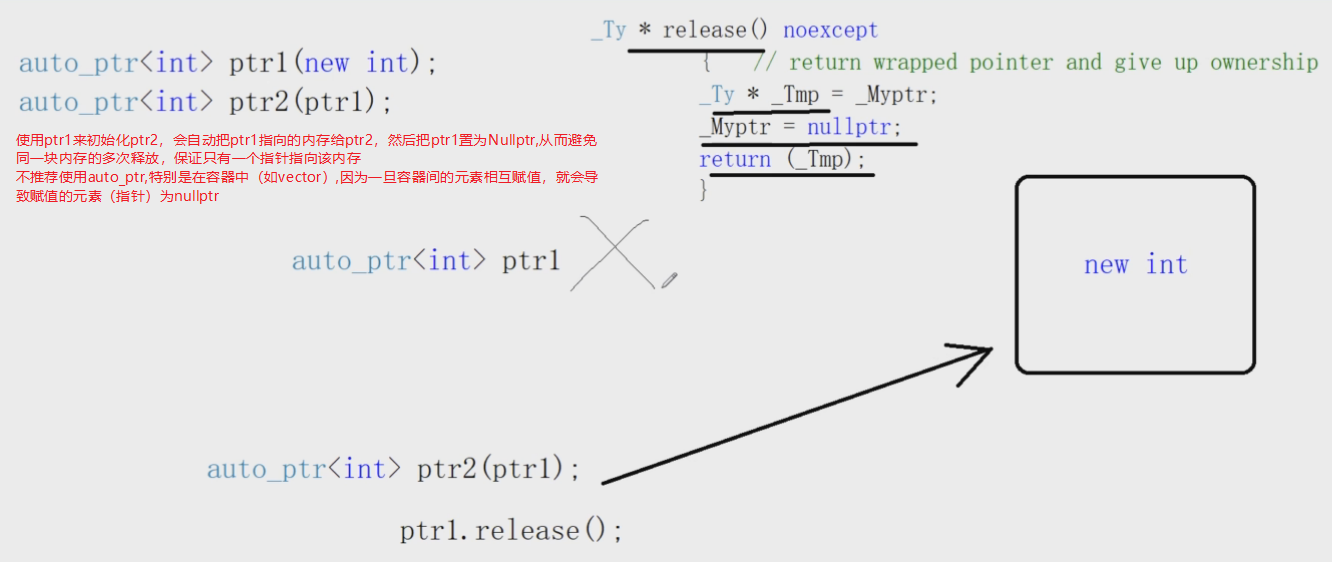 auto_ptr<int> ptr1(new int);
auto_ptr<int> ptr2(ptr1);
使用ptr1来初始化ptr2，会自动把ptr1指向的内存给ptr2，然后把ptr1置为Nullptr,从而避免
同一块内存的多次释放，保证只有一个指针指向该内存
不推荐使用auto_ptr,特别是在容器中（如vector）,因为一旦容器间的元素相互赋值，就会导
致赋值的元素（指针）为nullptr
_Ty * release() noexcept
{ // return wrapped pointer and give up ownership
_Ty * _Tmp = _Myptr;
_Myptr = nullptr;
return (_Tmp);
}
auto_ptr<int> ptr1
new int
auto_ptr<int> ptr2(ptr1);
ptr1.release();